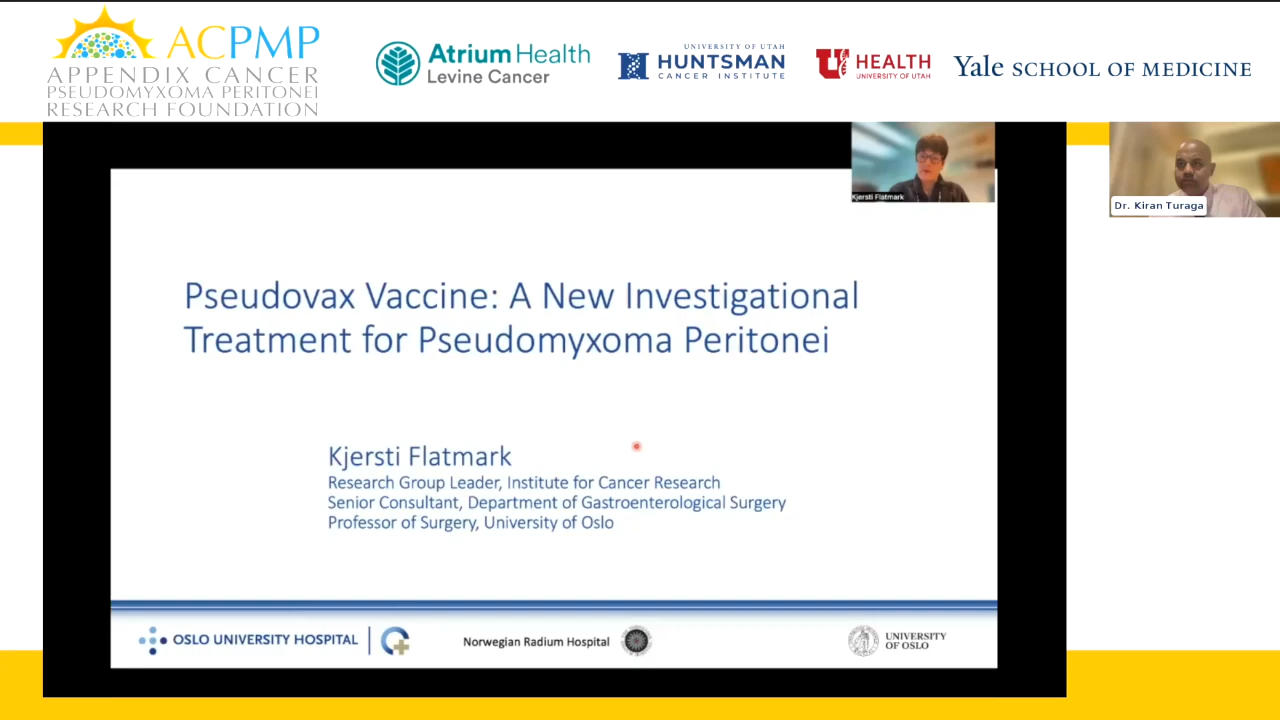 ACPMP
APPENDIX CANCER
PSEUDOMYXOMA PERITONEI
RESEARCH FOUNDATION
Atrium Health
Levine Cancer
UNIVERSITY OF UTAH
HUNTSMAN
CANCER INSTITUTE
U HEALTH
UNIVERSITY OF UTAH
Yale SCHOOL OF MEDICINE
Kjersti Flatmark
Dr. Kiran Turaga
Pseudovax Vaccine: A New Investigational
Treatment for Pseudomyxoma Peritonei
Kjersti Flatmark
Research Group Leader, Institute for Cancer Research
Senior Consultant, Department of Gastroenterological Surgery
Professor of Surgery, University of Oslo
OSLO UNIVERSITY HOSPITAL
Norwegian Radium Hospital
UNIVERSITY
OF OSLO